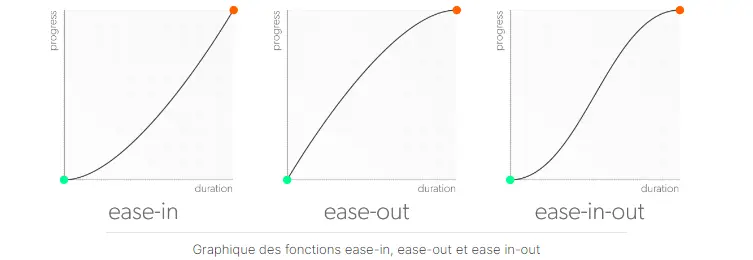 progress
duration
ease-in
progress
duration
ease-out
progress
duration
ease-in-out
Graphique des fonctions ease-in, ease-out et ease in-out